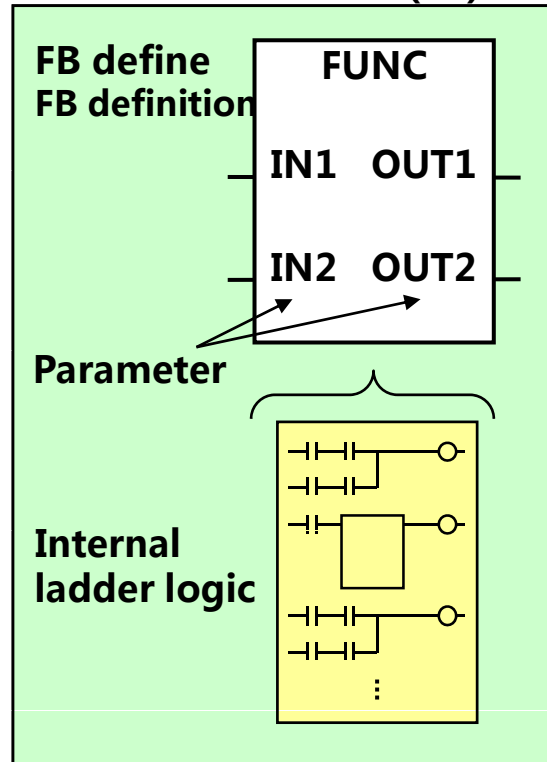 FB define
FB definition
FUNC
IN1 OUT1
IN2 OUT2
Parameter
Internal
ladder logic